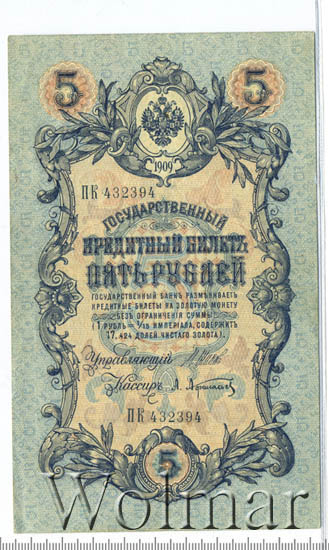 5 5
1909
ПК 432394
ГОСУДАРСТВЕННЫЙ
КРЕДИТНЫЙ БИЛЕТЪ
ПЯТЬ РУБЛЕЙ
ГОСУДАРСТВЕННЫЙ БАНКЪ РАЗМѢНИВАЕТЪ
КРЕДИТНЫЕ БИЛЕТЫ НА ЗОЛОТУЮ МОНЕТУ
БЕЗЪ ОГРАНИЧЕНІЯ СУММЫ
(1 РУБЛЬ = 1/15 ИМПЕРІАЛА, СОДЕРЖИТЪ
17,424 ДОЛЕЙ ЧИСТАГО ЗОЛОТА).
Управляющій
Кассиръ
ПК 432394
5
Wolmar